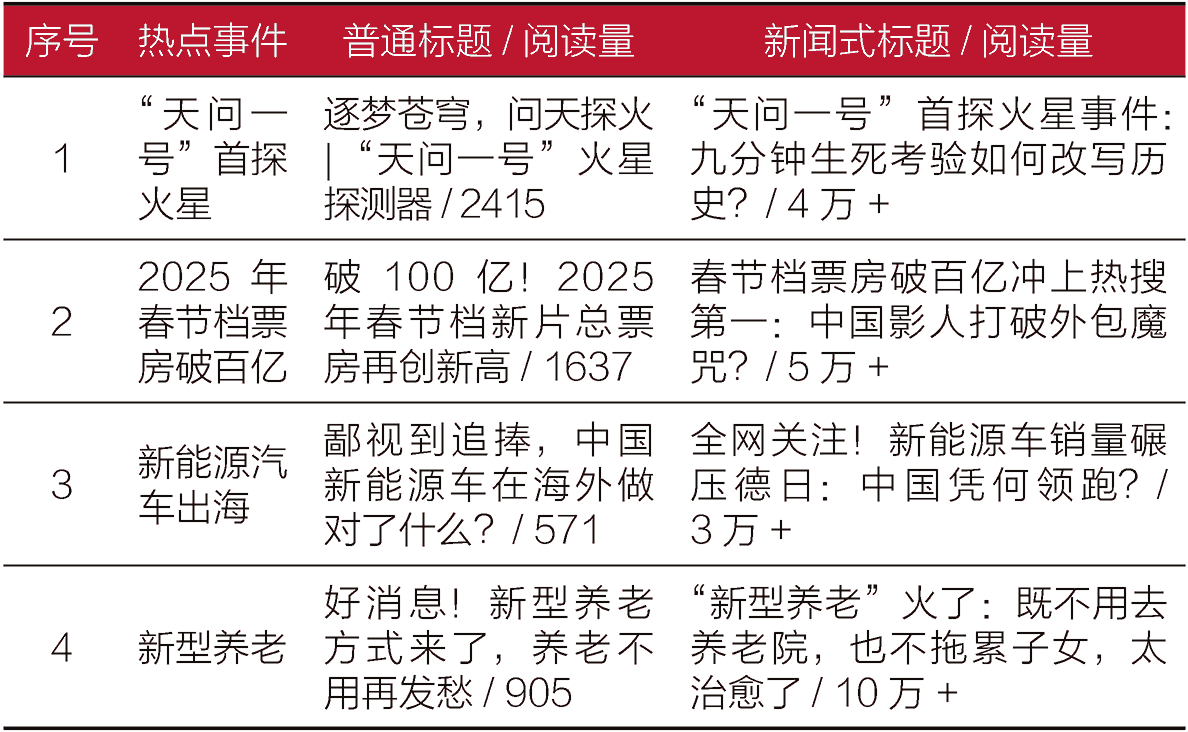 序号 热点事件 普通标题 / 阅读量 新闻式标题 / 阅读量
1
“天问一
号”首探
火星
逐梦苍穹，问天探火
|“天问一号”火星
探测器 / 2415
“天问一号”首探火星事件：
九分钟生死考验如何改写历
史？/ 4 万 +
2
2025 年
春节档票
房破百亿
破 100 亿！2025
年春节档新片总票
房再创新高 / 1637
春节档票房破百亿冲上热搜
第一：中国影人打破外包魔
咒？/ 5 万 +
3
新能源汽
车出海
鄙视到追捧，中国
新能源车在海外做
对了什么？/ 571
全网关注！新能源车销量碾
压德日：中国凭何领跑？/
3 万 +
4
新型养老
好消息！新型养老
方式来了，养老不
用再发愁 / 905
“新型养老”火了：既不用去
养老院，也不拖累子女，太
治愈了 / 10 万 +